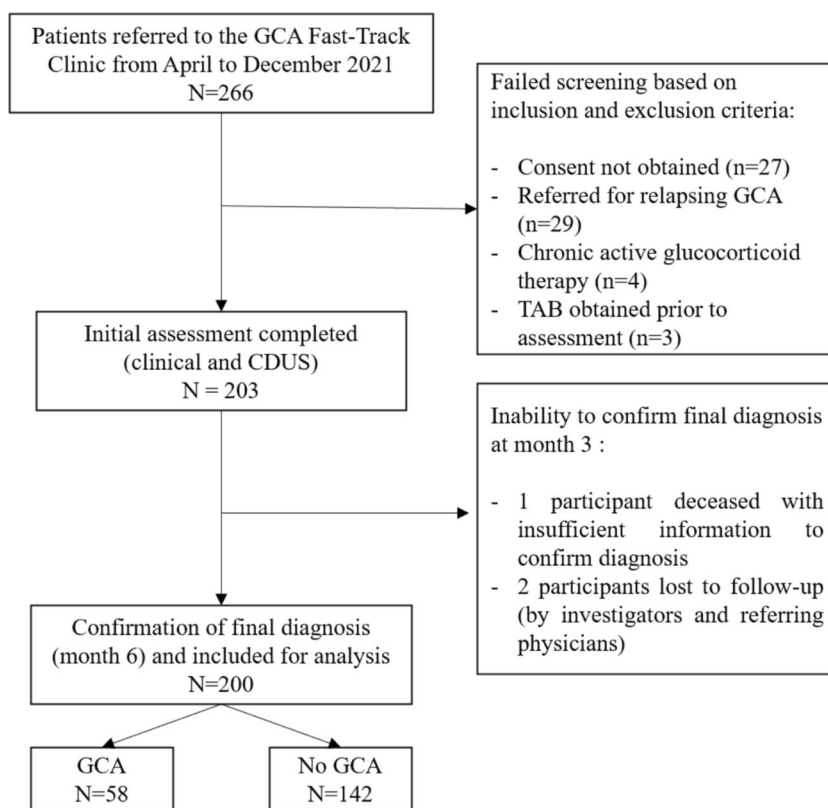 Patients referred to the GCA Fast-Track
Clinic from April to December 2021
N=266
Failed screening based on
inclusion and exclusion criteria:
- Consent not obtained (n=27)
- Referred for relapsing GCA
(n=29)
- Chronic active glucocorticoid
therapy (n=4)
- TAB obtained prior to
assessment (n=3)
Initial assessment completed
(clinical and CDUS)
N = 203
Inability to confirm final diagnosis
at month 3 :
- 1 participant deceased with
insufficient information to
confirm diagnosis
- 2 participants lost to follow-up
(by investigators and referring
physicians)
Confirmation of final diagnosis
(month 6) and included for analysis
N=200
GCA
N=58
No GCA
N=142